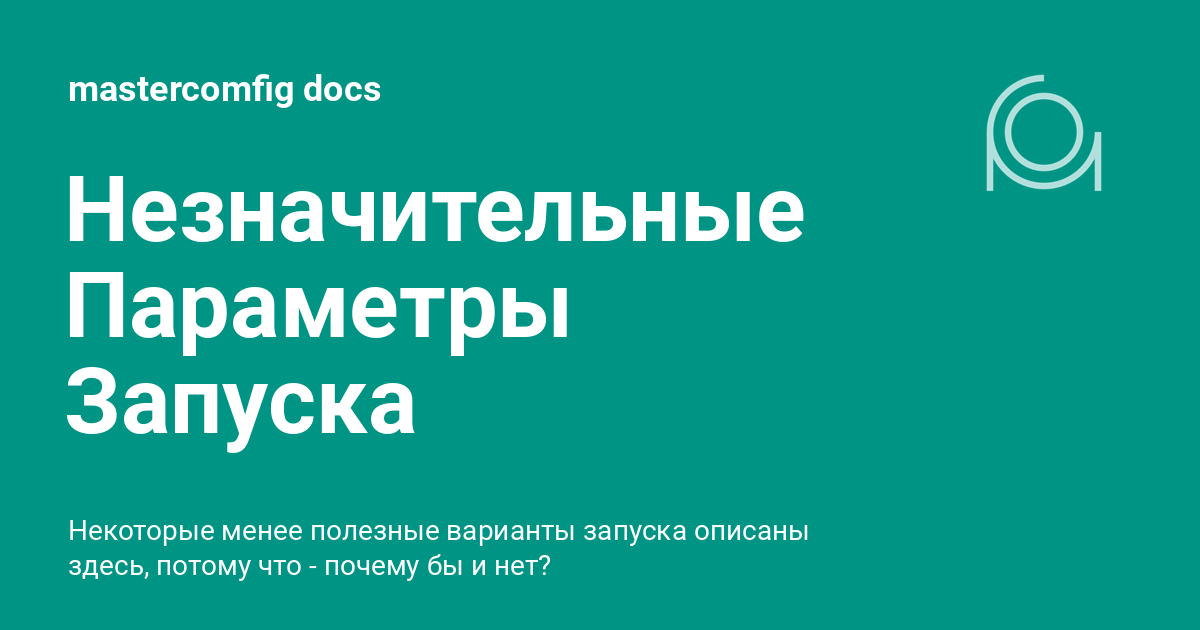 mastercomfig docs
Незначительные
Параметры
Запуска
Некоторые менее полезные варианты запуска описаны
здесь, потому что - почему бы и нет?